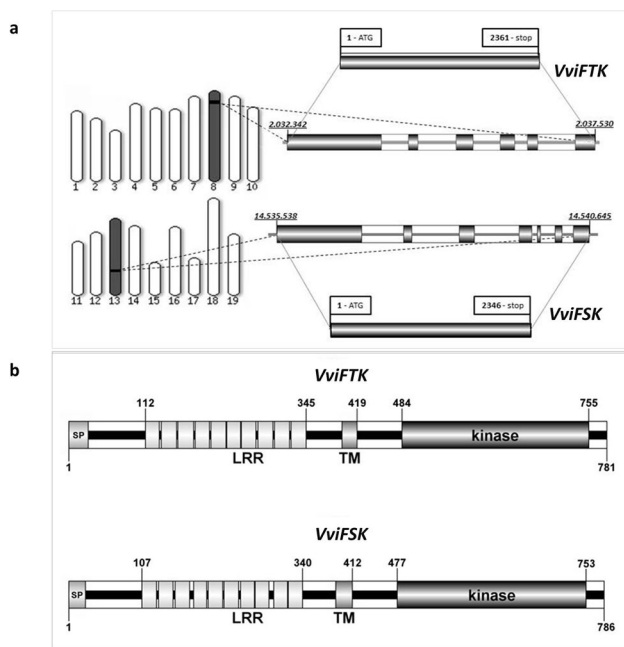 a
1 - ATG 2361 - stop
VviFTK
2.032.342 2.037.530
1 2 3 4 5 6 7 8 9 10
14.535.538 14.540.645
11 12 13 14 15 16 17 18 19
1 - ATG 2346 - stop
VviFSK
b
VviFTK
112 345 419 484 755
SP kinase
1 LRR TM 781
VviFSK
107 340 412 477 753
SP kinase
1 LRR TM 786